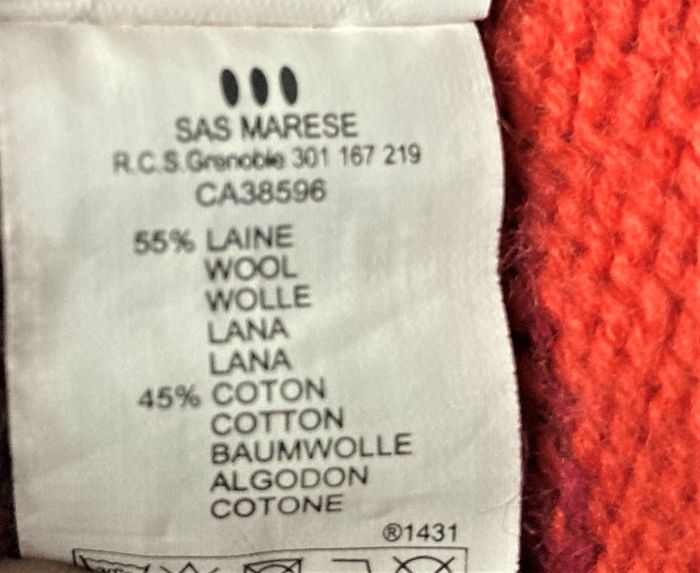 SAS MARESE
R.C.S.Grenoble 301 167 219
CA38596
55% LAINE
WOOL
WOLLE
LANA
LANA
45% COTON
COTTON
BAUMWOLLE
ALGODON
COTONE
®1431